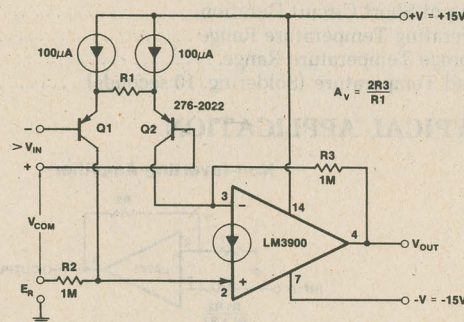 +V = +15V
100μA
100μA
R1
A_V = 2R3/R1
276-2022
Q1
Q2
−
> V_IN
+
R3
1M
3
−
14
4
V_OUT
LM3900
V_COM
7
R2
1M
+
2
E_R
-V = -15V